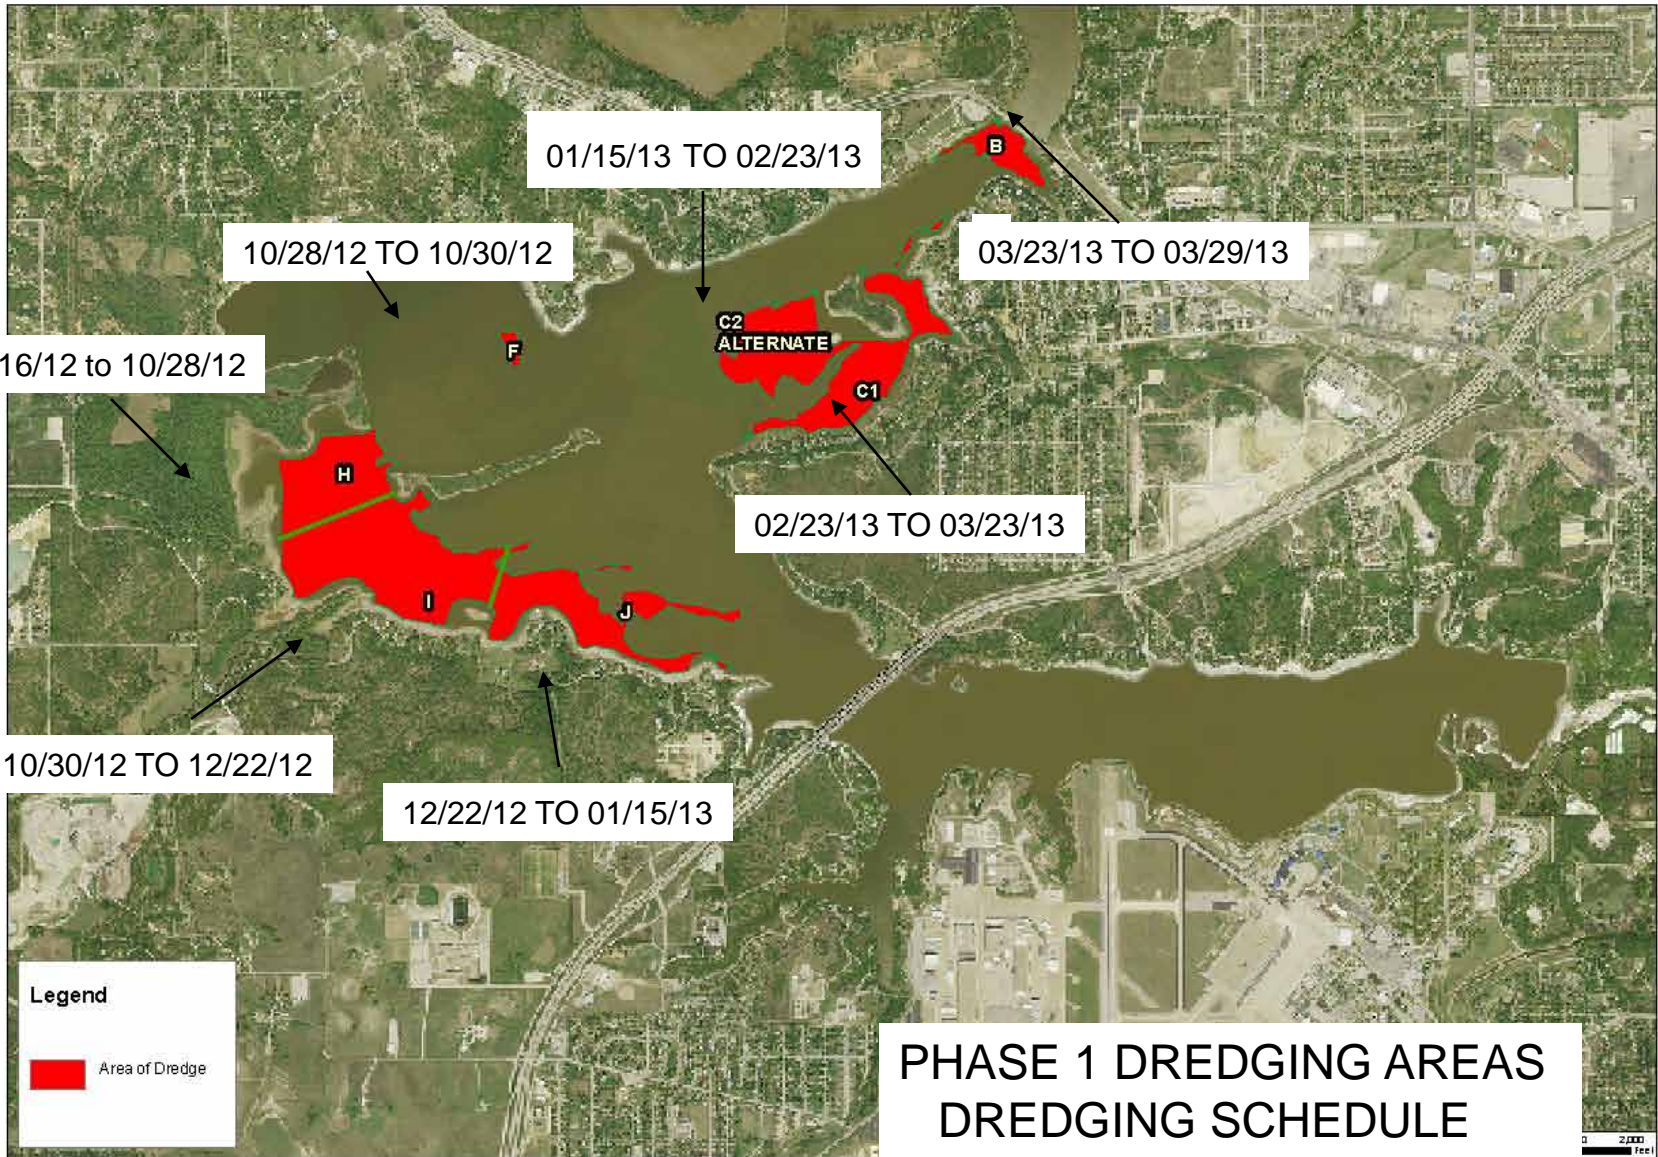 01/15/13 TO 02/23/13
B
10/28/12 TO 10/30/12
03/23/13 TO 03/29/13
C2
ALTERNATE
F
16/12 to 10/28/12
C1
H
02/23/13 TO 03/23/13
I
J
10/30/12 TO 12/22/12
12/22/12 TO 01/15/13
Legend
Area of Dredge
PHASE 1 DREDGING AREAS
DREDGING SCHEDULE
2,000
Feet